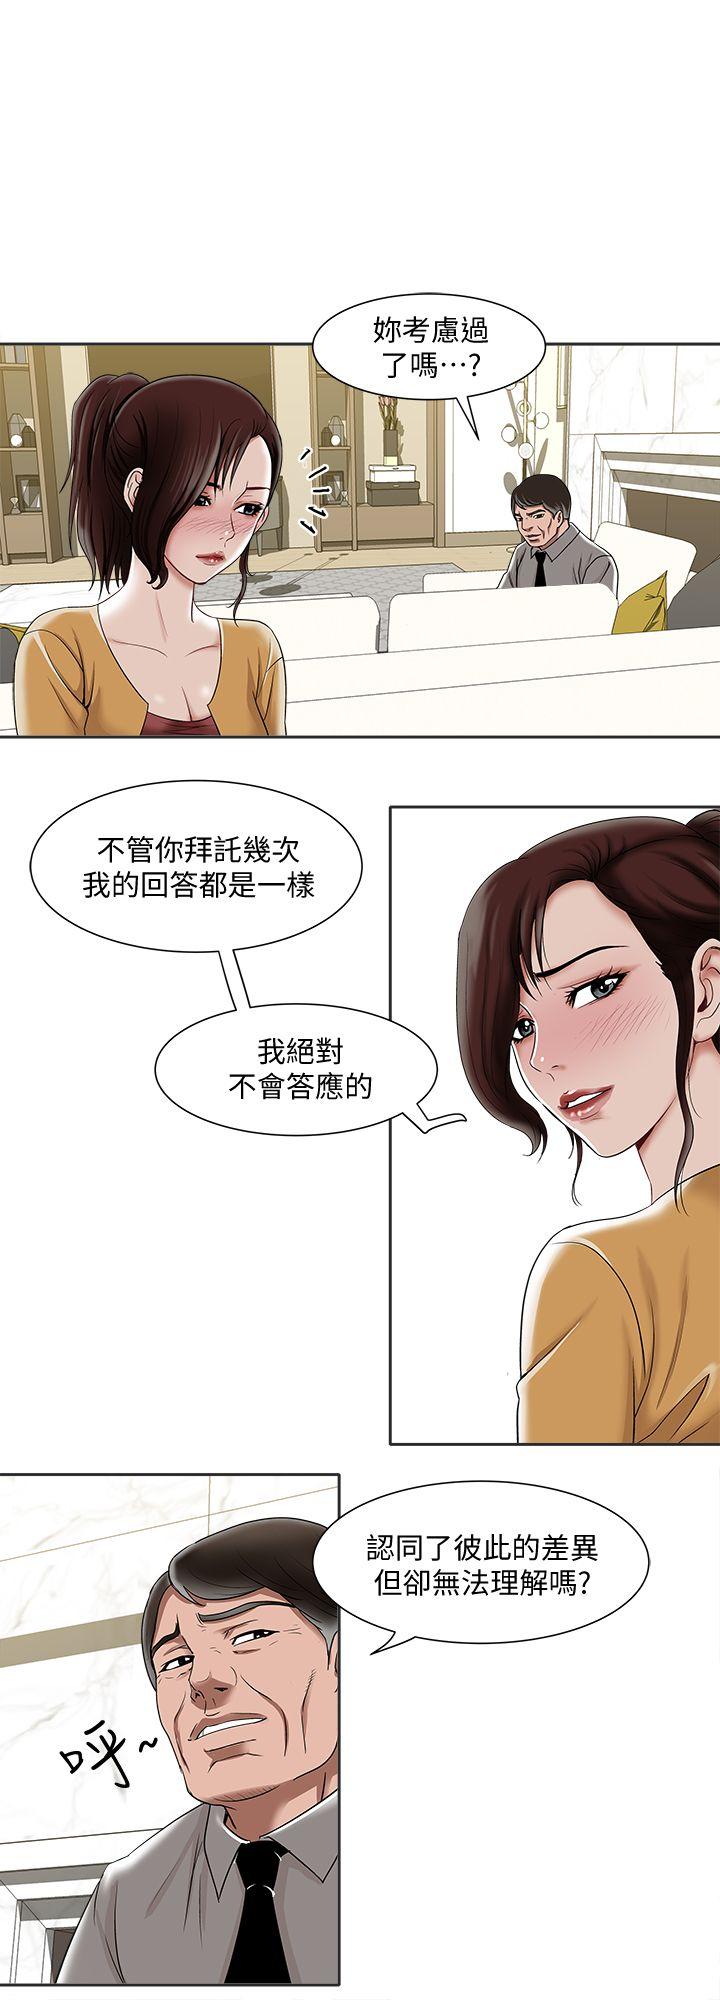 妳考慮過
了嗎…?
不管你拜託幾次
我的回答都是一樣
我絕對
不會答應的
認同了彼此的差異
但卻無法理解嗎?
呼~